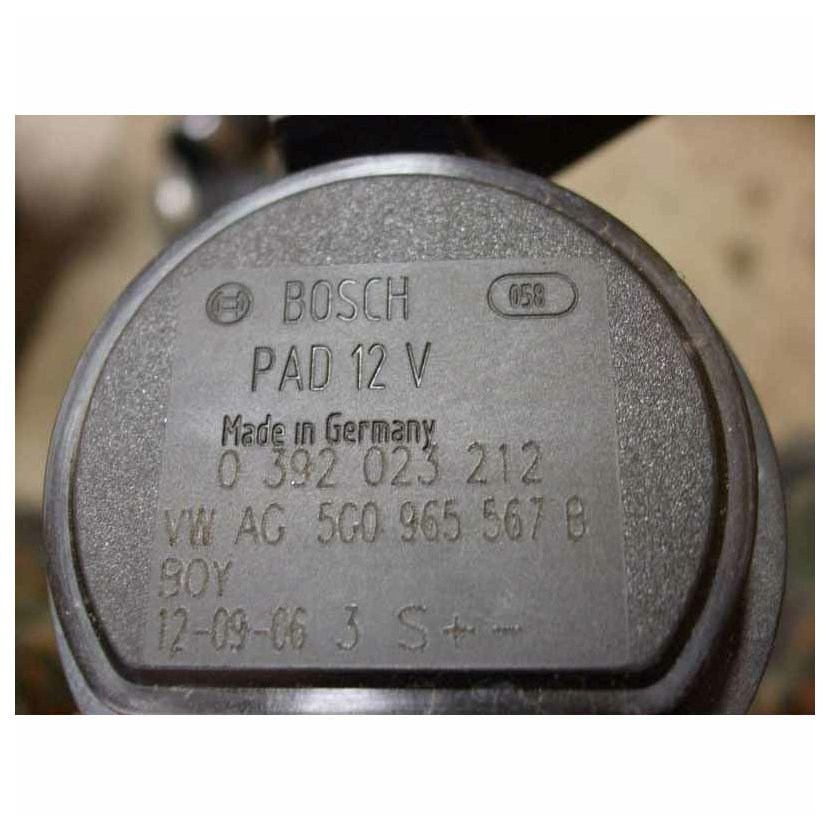 BOSCH 058
PAD 12 V
Made in Germany
0 392 023 212
VW AG 5G0 965 567 B
BOY
12-09-06 3 S + -